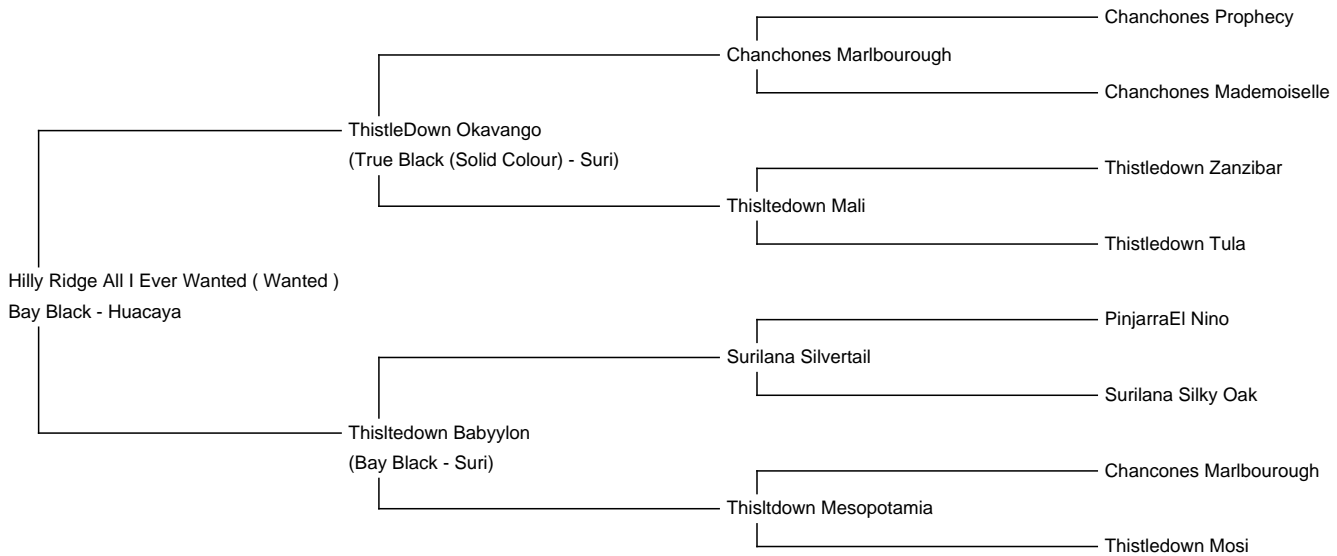 Chanchones Prophecy
Chanchones Marlbourough
Chanchones Mademoiselle
ThistleDown Okavango
(True Black (Solid Colour) - Suri)
Thistledown Zanzibar
Thisltedown Mali
Thistledown Tula
Hilly Ridge All I Ever Wanted ( Wanted )
Bay Black - Huacaya
PinjarraEl Nino
Surilana Silvertail
Surilana Silky Oak
Thisltedown Babyylon
(Bay Black - Suri)
Chancones Marlbourough
Thisltdown Mesopotamia
Thistledown Mosi